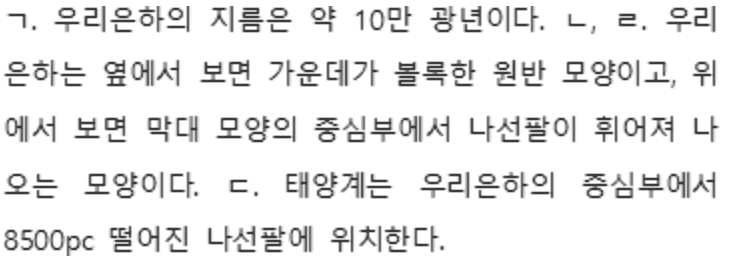 ㄱ. 우리은하의 지름은 약 10만 광년이다. ㄴ, ㄹ. 우리
은하는 옆에서 보면 가운데가 볼록한 원반 모양이고, 위
에서 보면 막대 모양의 중심부에서 나선팔이 휘어져 나
오는 모양이다. ㄷ. 태양계는 우리은하의 중심부에서
8500pc 떨어진 나선팔에 위치한다.